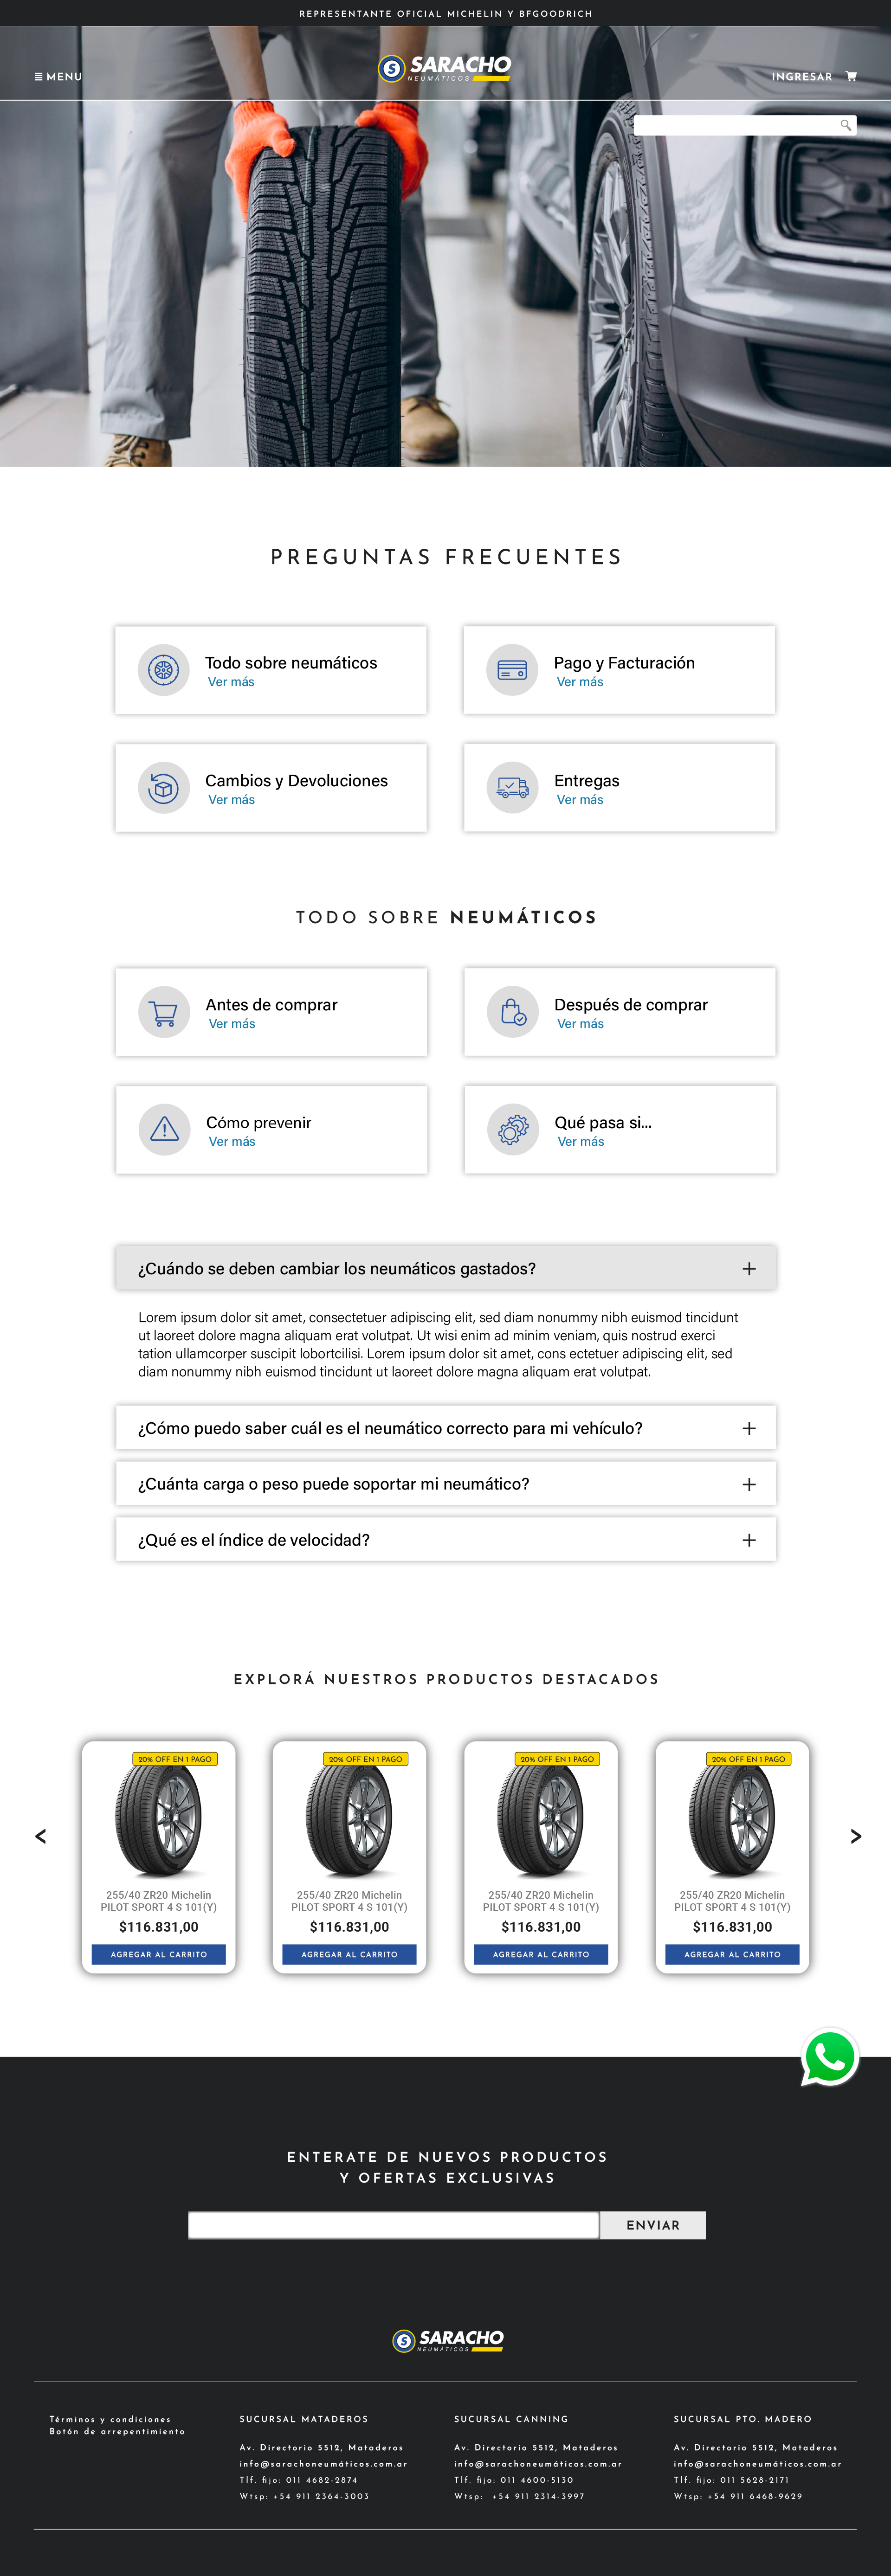 REPRESENTANTE OFICIAL MICHELIN Y BFGOODRICH
MENU
S SARACHO
NEUMÁTICOS
INGRESAR
PREGUNTAS FRECUENTES
Todo sobre neumáticos
Ver más
Pago y Facturación
Ver más
Cambios y Devoluciones
Ver más
Entregas
Ver más
TODO SOBRE NEUMÁTICOS
Antes de comprar
Ver más
Después de comprar
Ver más
Cómo prevenir
Ver más
Qué pasa si...
Ver más
¿Cuándo se deben cambiar los neumáticos gastados? +
Lorem ipsum dolor sit amet, consectetuer adipiscing elit, sed diam nonummy nibh euismod tincidunt
ut laoreet dolore magna aliquam erat volutpat. Ut wisi enim ad minim veniam, quis nostrud exerci
tation ullamcorper suscipit lobortcilisi. Lorem ipsum dolor sit amet, cons ectetuer adipiscing elit, sed
diam nonummy nibh euismod tincidunt ut laoreet dolore magna aliquam erat volutpat.
¿Cómo puedo saber cuál es el neumático correcto para mi vehículo? +
¿Cuánta carga o peso puede soportar mi neumático? +
¿Qué es el índice de velocidad? +
EXPLORÁ NUESTROS PRODUCTOS DESTACADOS
<
20% OFF EN 1 PAGO
255/40 ZR20 Michelin
PILOT SPORT 4 S 101(Y)
$116.831,00
AGREGAR AL CARRITO
20% OFF EN 1 PAGO
255/40 ZR20 Michelin
PILOT SPORT 4 S 101(Y)
$116.831,00
AGREGAR AL CARRITO
20% OFF EN 1 PAGO
255/40 ZR20 Michelin
PILOT SPORT 4 S 101(Y)
$116.831,00
AGREGAR AL CARRITO
20% OFF EN 1 PAGO
255/40 ZR20 Michelin
PILOT SPORT 4 S 101(Y)
$116.831,00
AGREGAR AL CARRITO
>
ENTERATE DE NUEVOS PRODUCTOS
Y OFERTAS EXCLUSIVAS
ENVIAR
S SARACHO
NEUMÁTICOS
Términos y condiciones
Botón de arrepentimiento
SUCURSAL MATADEROS
Av. Directorio 5512, Mataderos
info@sarachoneumáticos.com.ar
Tlf. fijo: 011 4682-2874
Wtsp: +54 911 2364-3003
SUCURSAL CANNING
Av. Directorio 5512, Mataderos
info@sarachoneumáticos.com.ar
Tlf. fijo: 011 4600-5130
Wtsp: +54 911 2314-3997
SUCURSAL PTO. MADERO
Av. Directorio 5512, Mataderos
info@sarachoneumáticos.com.ar
Tlf. fijo: 011 5628-2171
Wtsp: +54 911 6468-9629